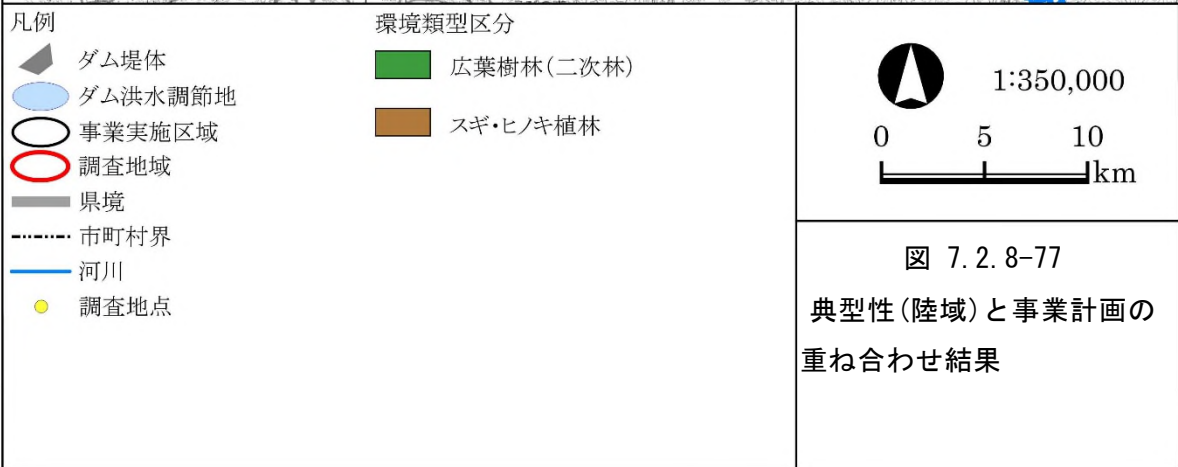 凡例
ダム堤体
ダム洪水調節地
事業実施区域
調査地域
県境
市町村界
河川
調査地点
環境類型区分
広葉樹林(二次林)
スギ・ヒノキ植林
1:350,000
0 5 10
km
図 7.2.8-77
典型性(陸域)と事業計画の
重ね合わせ結果